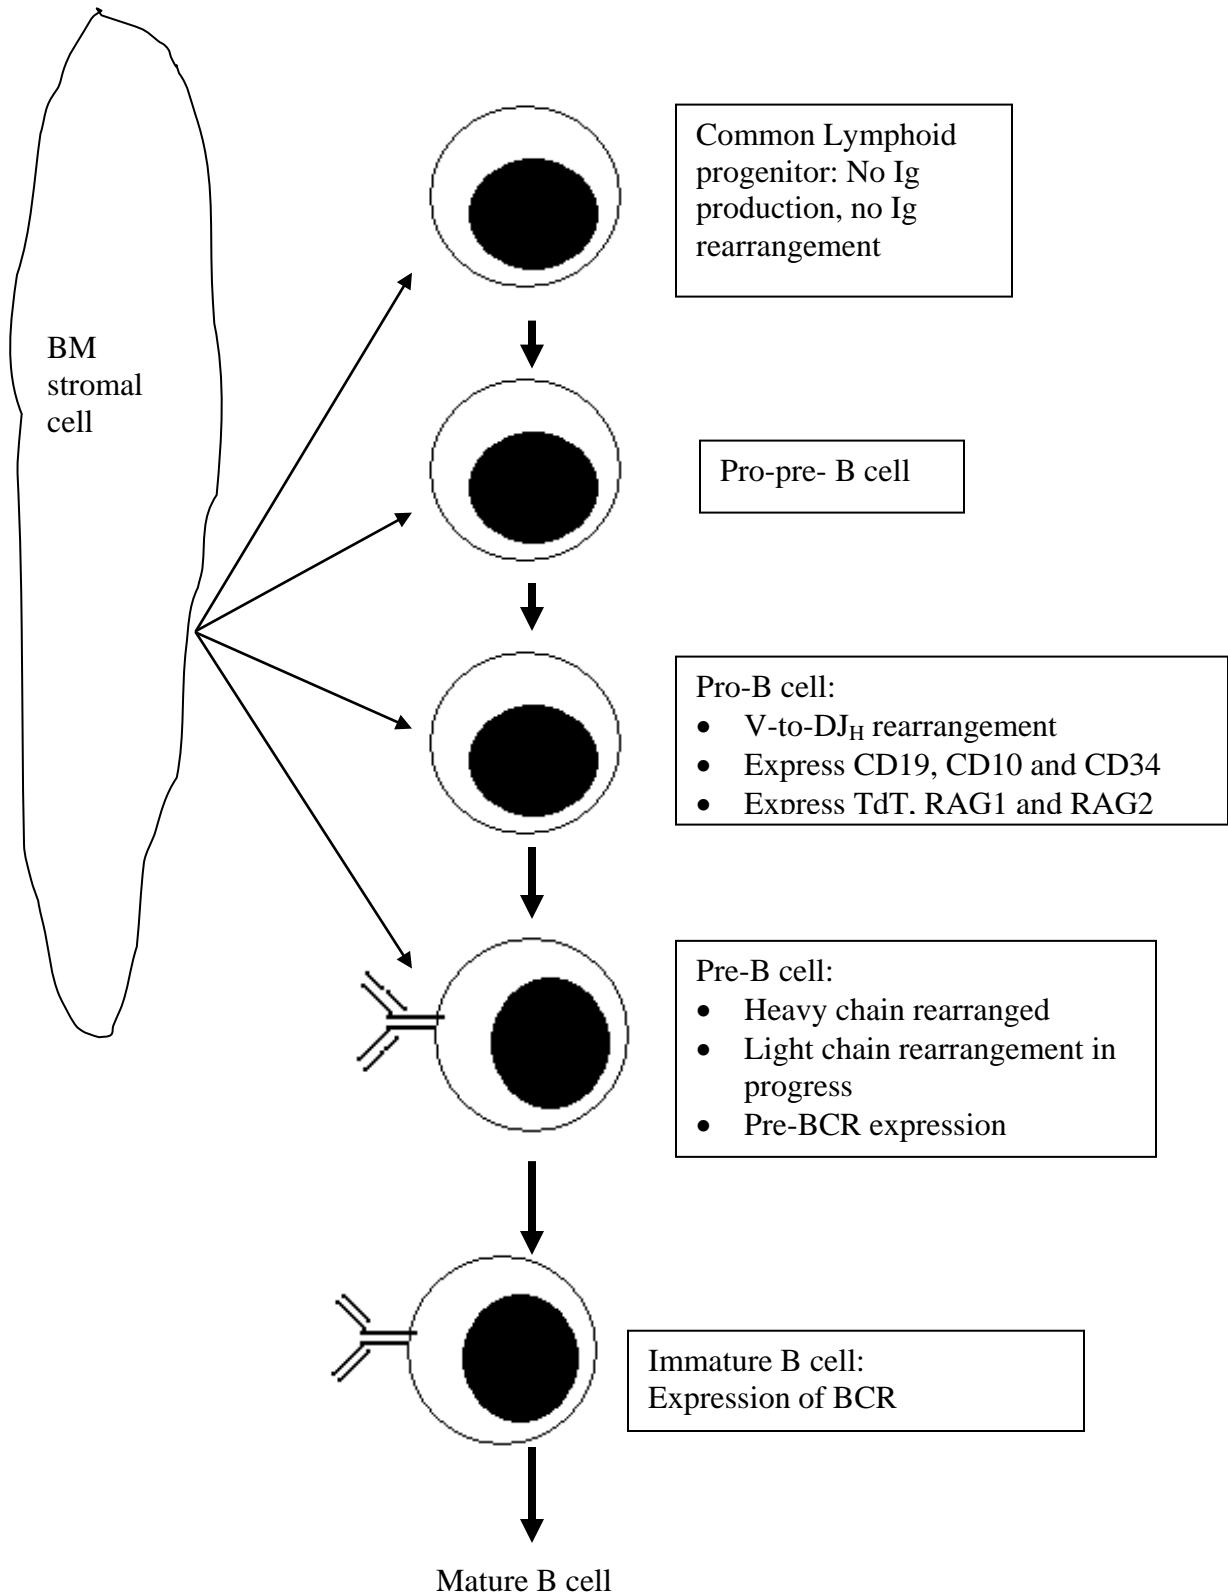 Common Lymphoid
progenitor: No Ig
production, no Ig
rearrangement
BM
stromal
cell
Pro-pre- B cell
Pro-B cell:
• V-to-DJH rearrangement
• Express CD19, CD10 and CD34
• Express TdT, RAG1 and RAG2
Pre-B cell:
• Heavy chain rearranged
• Light chain rearrangement in
progress
• Pre-BCR expression
Immature B cell:
Expression of BCR
Mature B cell